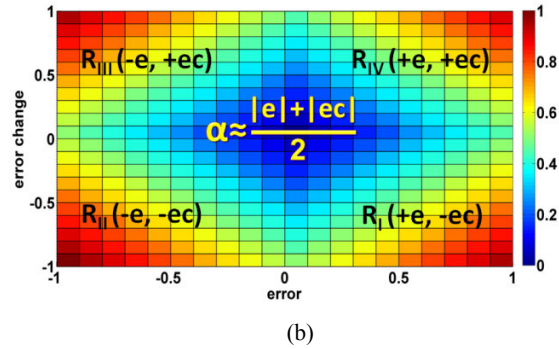 1
0.5
0
-0.5
-1
error change
-1
-0.5
0
0.5
1
error
R_III (-e, +ec)
R_IV (+e, +ec)
α≈ |e|+|ec|
2
R_II (-e, -ec)
R_I (+e, -ec)
1
0.8
0.6
0.4
0.2
0
(b)